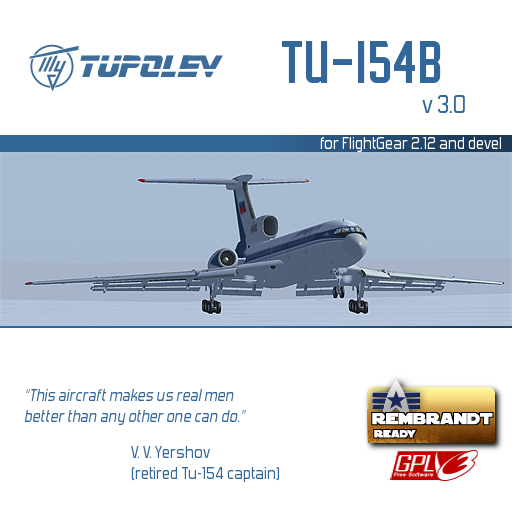 Ту TUPOLEV
TU-154B
v 3.0
for FlightGear 2.12 and devel
“This aircraft makes us real men
better than any other one can do.”
V. V. Yershov
(retired Tu-154 captain)
REMBRANDT
READY
GPL v3
Free Software